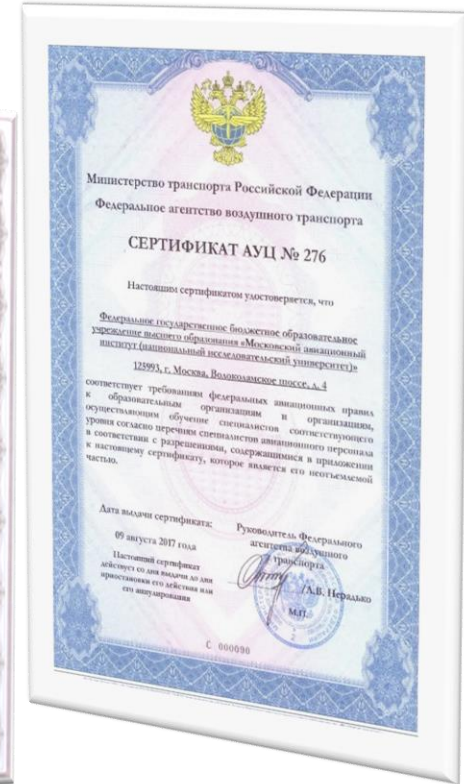 Министерство транспорта Российской Федерации
Федеральное агентство воздушного транспорта
СЕРТИФИКАТ АУЦ № 276
Настоящим сертификатом удостоверяется, что
Федеральное государственное бюджетное образовательное
учреждение высшего образования «Московский авиационный
институт (национальный исследовательский университет)»
125993, г. Москва, Волоколамское шоссе, д. 4
соответствует требованиям федеральных авиационных правил
к образовательным организациям и организациям,
осуществляющим обучение специалистов соответствующего
уровня согласно перечням специалистов авиационного персонала
в соответствии с разрешениями, содержащимися в приложении
к настоящему сертификату, которое является его неотъемлемой
частью.
Дата выдачи сертификата:
09 августа 2017 года
Настоящий сертификат
действует со дня выдачи до дня
приостановки его действия или
его аннулирования
Руководитель Федерального
агентства воздушного
транспорта
/А.В. Нерадько
М.П.
С 000090